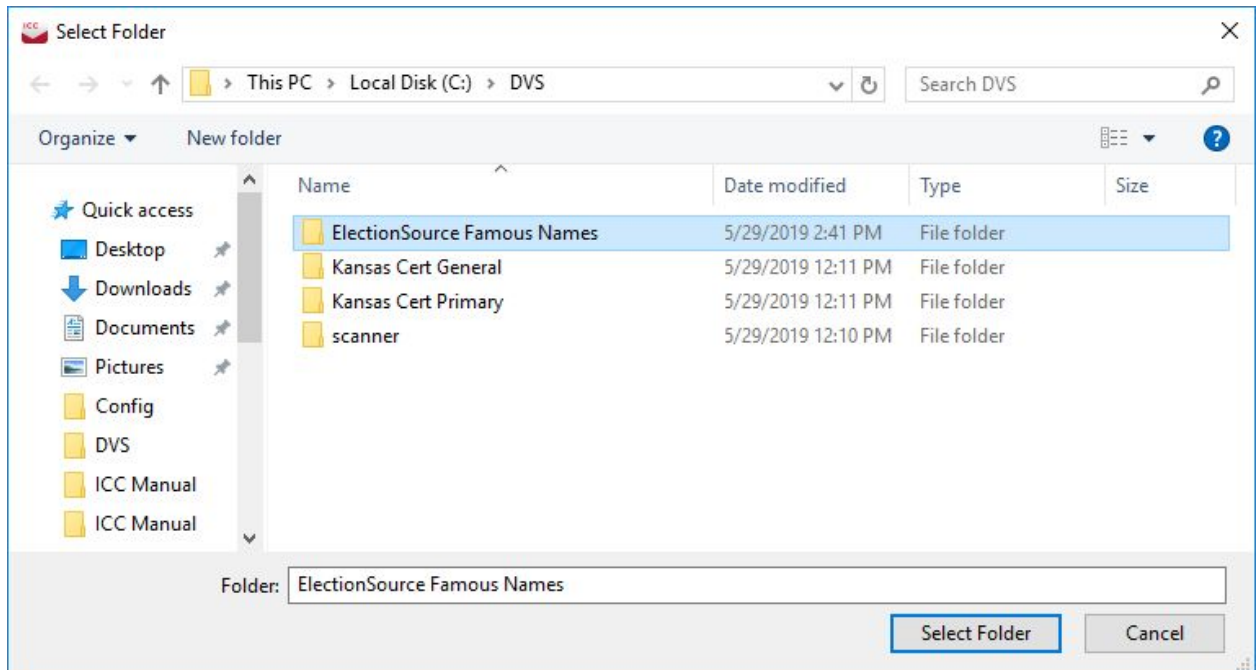 ICC Select Folder
This PC > Local Disk (C:) > DVS Search DVS
Organize New folder ?
Name Date modified Type Size
Quick access
Desktop
Downloads
Documents
Pictures
Config
DVS
ICC Manual
ICC Manual
ElectionSource Famous Names 5/29/2019 2:41 PM File folder
Kansas Cert General 5/29/2019 12:11 PM File folder
Kansas Cert Primary 5/29/2019 12:11 PM File folder
scanner 5/29/2019 12:10 PM File folder
Folder: ElectionSource Famous Names
Select Folder Cancel